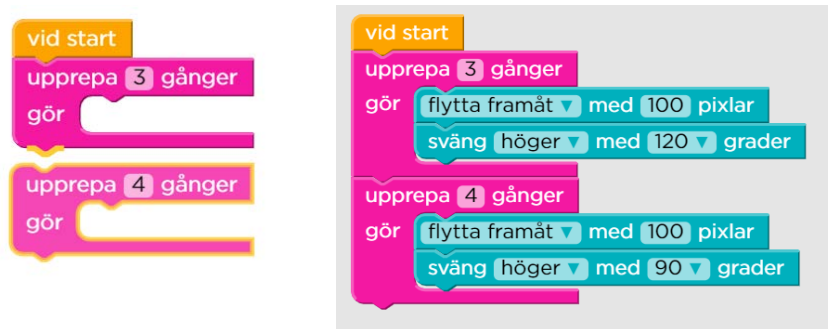 vid start
upprepa 3 gånger
gör
upprepa 4 gånger
gör
vid start
upprepa 3 gånger
gör flytta framåt ▼ med 100 pixlar
sväng höger ▼ med 120 ▼ grader
upprepa 4 gånger
gör flytta framåt ▼ med 100 pixlar
sväng höger ▼ med 90 ▼ grader